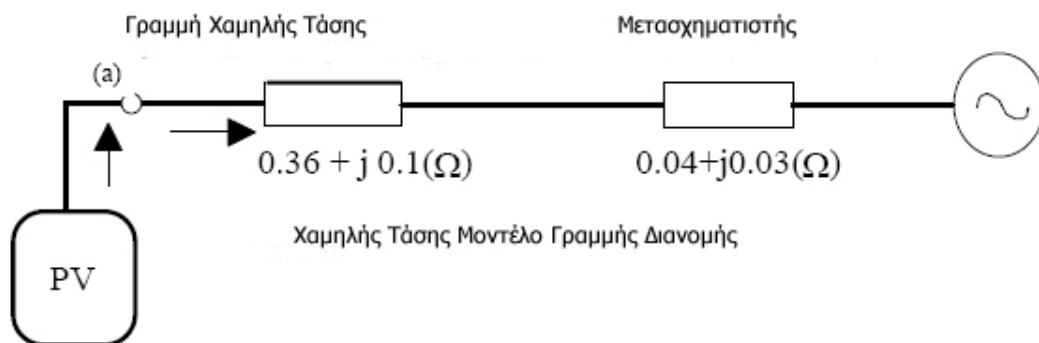 Γραμμή Χαμηλής Τάσης
Μετασχηματιστής
(a)
0.36 + j 0.1(Ω)
0.04+j0.03(Ω)
Χαμηλής Τάσης Μοντέλο Γραμμής Διανομής
PV